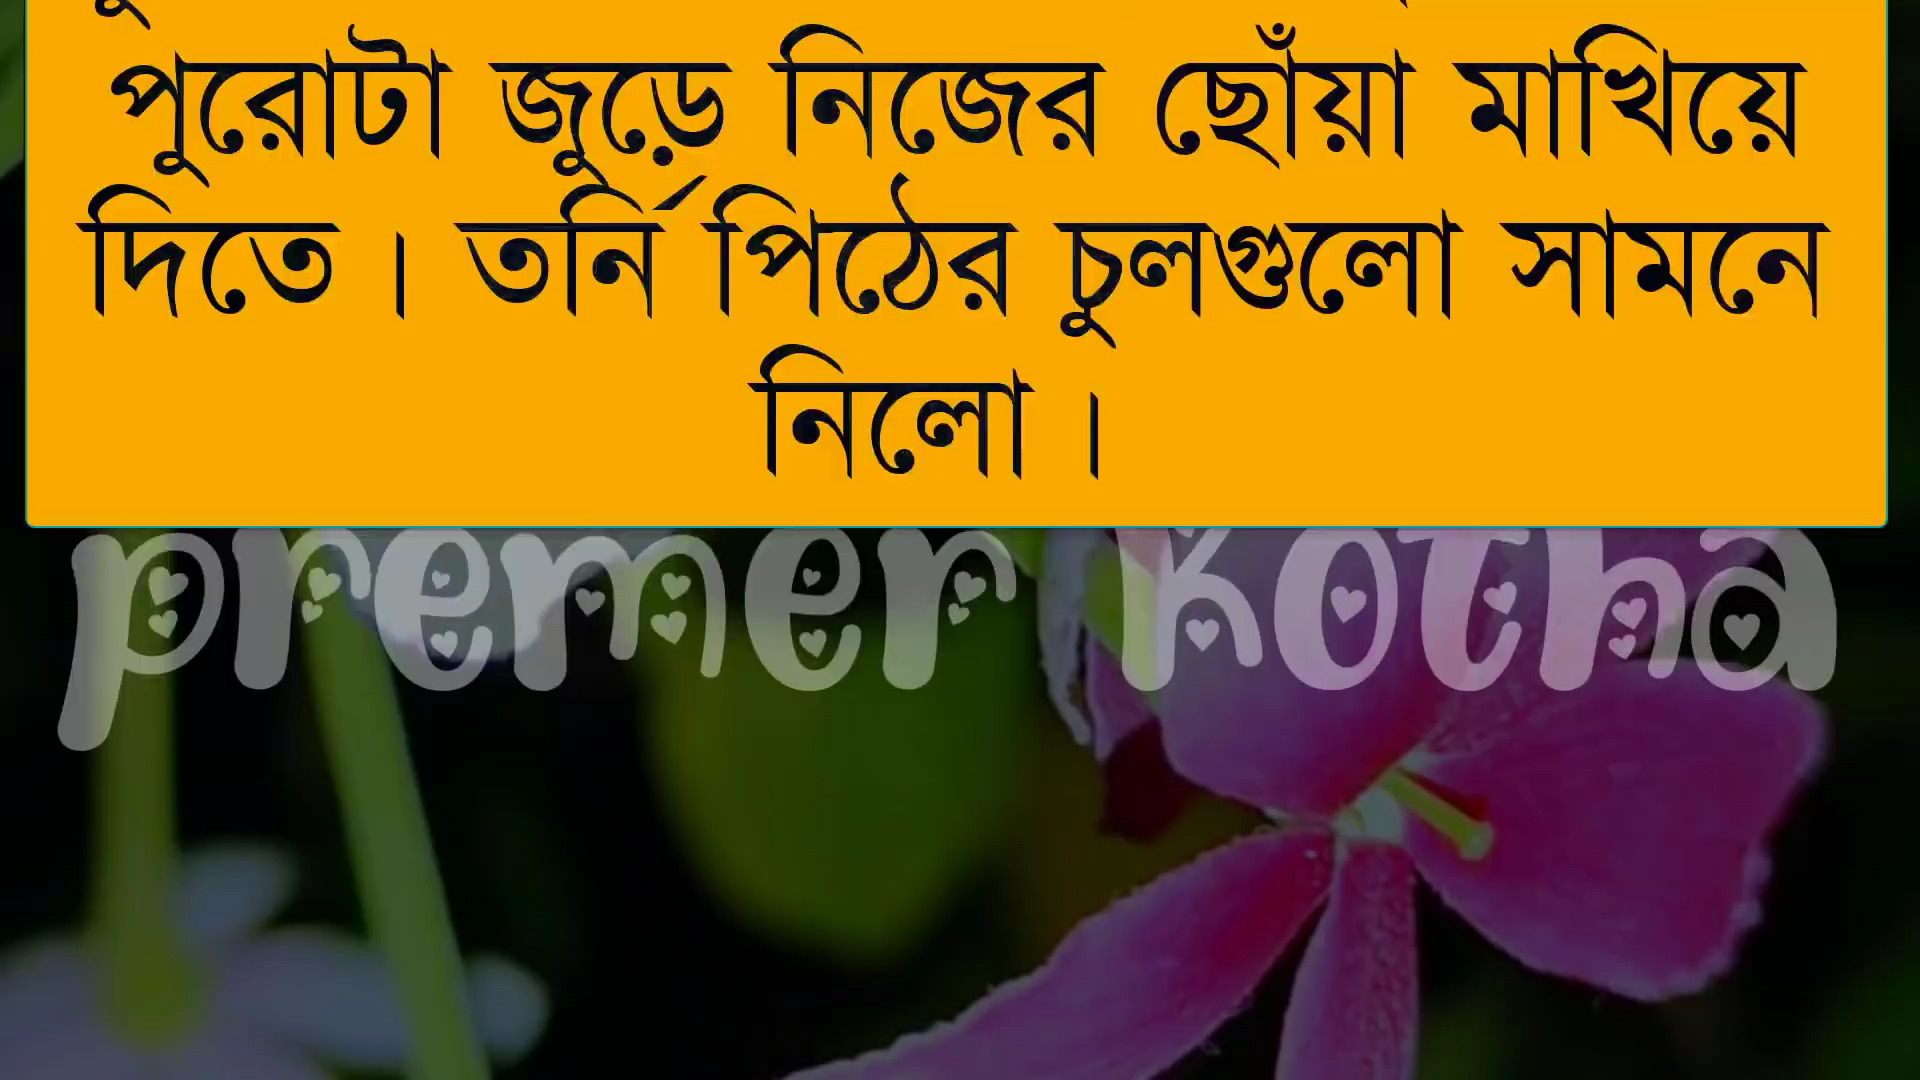 পুরোটা জুড়ে নিজের ছোঁয়া মাখিয়ে
দিতে । তর্নি পিঠের চুলগুলো সামনে
নিলো ।
premer kotha